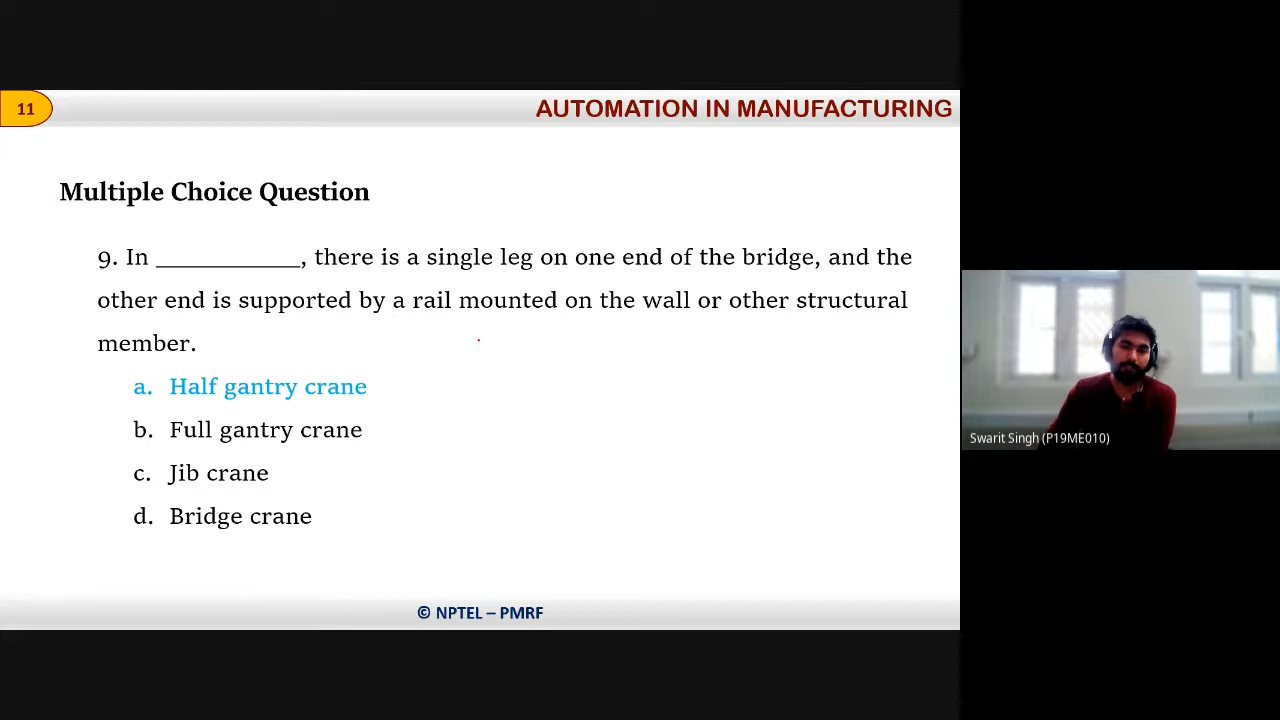 11
AUTOMATION IN MANUFACTURING
Multiple Choice Question
9. In ____________, there is a single leg on one end of the bridge, and the
other end is supported by a rail mounted on the wall or other structural
member.
a. Half gantry crane
b. Full gantry crane
c. Jib crane
d. Bridge crane
Swarit Singh (P19ME010)
© NPTEL – PMRF